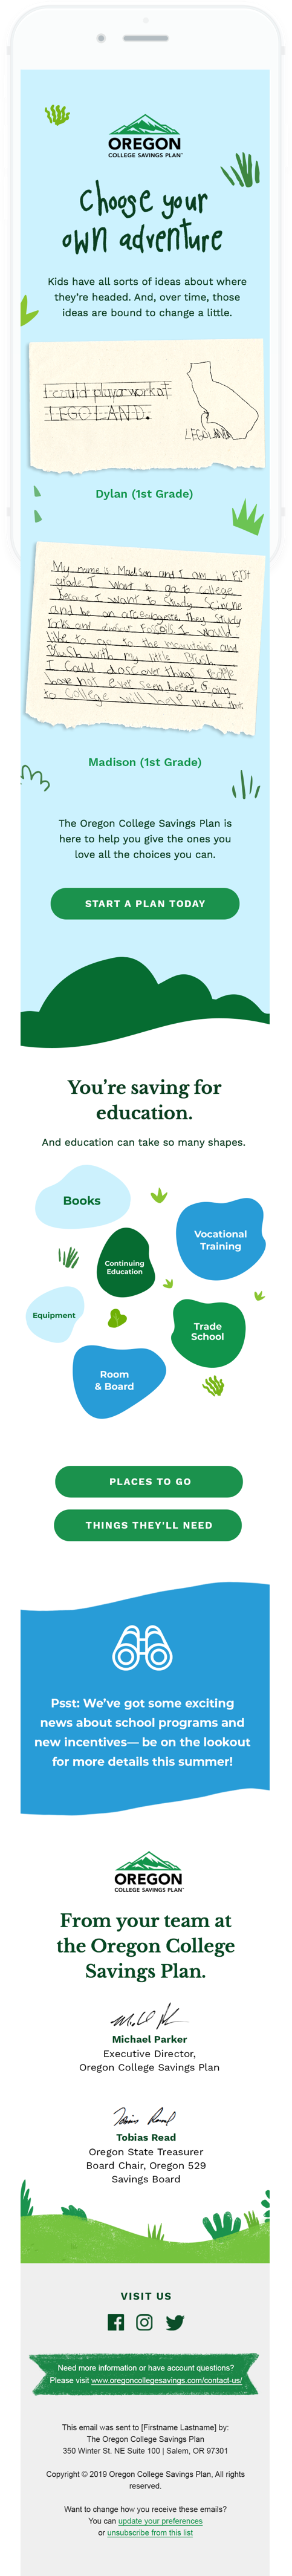 OREGON
COLLEGE SAVINGS PLAN
Choose your
own adventure
Kids have all sorts of ideas about where
they're headed. And, over time, those
ideas are bound to change a little.
I could play or work at
LEGOLAND.
LEGOLAND
Dylan (1st Grade)
My name is Madison and I am in
grade. I want to go to college
because I want to study
and be an they study
and I would
like to go to the mountains and
Brush with my little Brush
I Could discover things People
have not ever seen before. Going
to College will help me do that
Madison (1st Grade)
The Oregon College Savings Plan is
here to help you give the ones you
love all the choices you can.
START A PLAN TODAY
You're saving for
education.
And education can take so many shapes.
Books
Vocational
Training
Continuing
Education
Equipment
Trade
School
Room
& Board
PLACES TO GO
THINGS THEY'LL NEED
Psst: We've got some exciting
news about school programs and
new incentives— be on the lookout
for more details this summer!
OREGON
COLLEGE SAVINGS PLAN
From your team at
the Oregon College
Savings Plan.
Michael Parker
Executive Director,
Oregon College Savings Plan
Tobias Read
Oregon State Treasurer
Board Chair, Oregon 529
Savings Board
VISIT US
Need more information or have account questions?
Please visit www.oregoncollegesavings.com/contact-us/
This email was sent to [Firstname Lastname] by:
The Oregon College Savings Plan
350 Winter St. NE Suite 100 | Salem, OR 97301
Copyright © 2019 Oregon College Savings Plan, All rights
reserved.
Want to change how you receive these emails?
You can update your preferences
or unsubscribe from this list